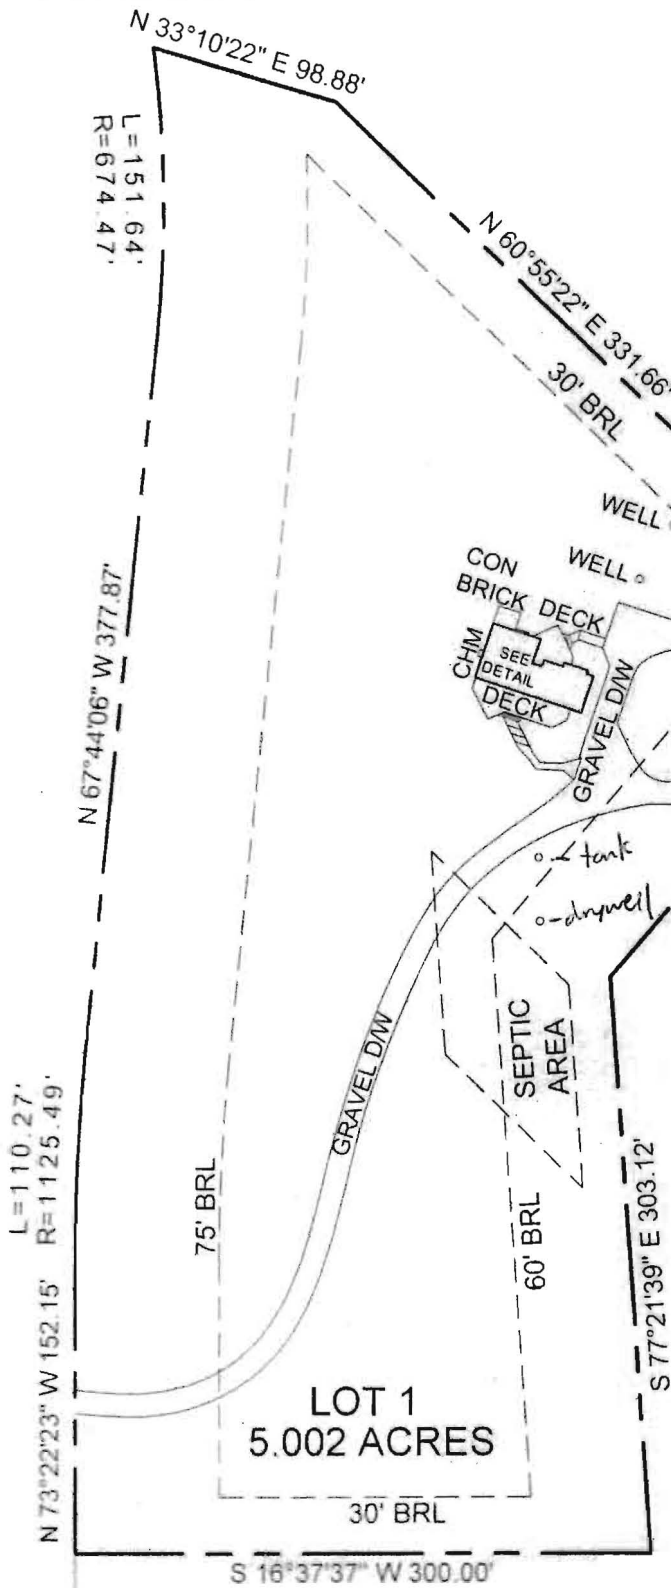 N 33°10'22" E 98.88'
L=151.64'
R=674.47'
N 60°55'22" E 331.66'
30' BRL
WELL
WELL
CON
BRICK
DECK
CHM
SEE
DETAIL
DECK
GRAVEL D/W
N 67°44'06" W 377.87'
tank
drywell
SEPTIC
AREA
GRAVEL D/W
L=110.27'
R=1125.49'
75' BRL
60' BRL
S 77°21'39" E 303.12'
N 73°22'23" W 152.15'
LOT 1
5.002 ACRES
30' BRL
S 16°37'37" W 300.00'